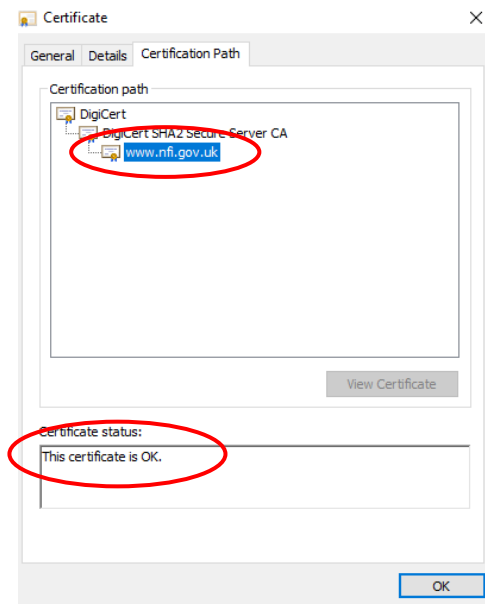 Certificate
General Details Certification Path
Certification path
DigiCert
DigiCert SHA2 Secure Server CA
www.nfi.gov.uk
View Certificate
Certificate status:
This certificate is OK.
OK